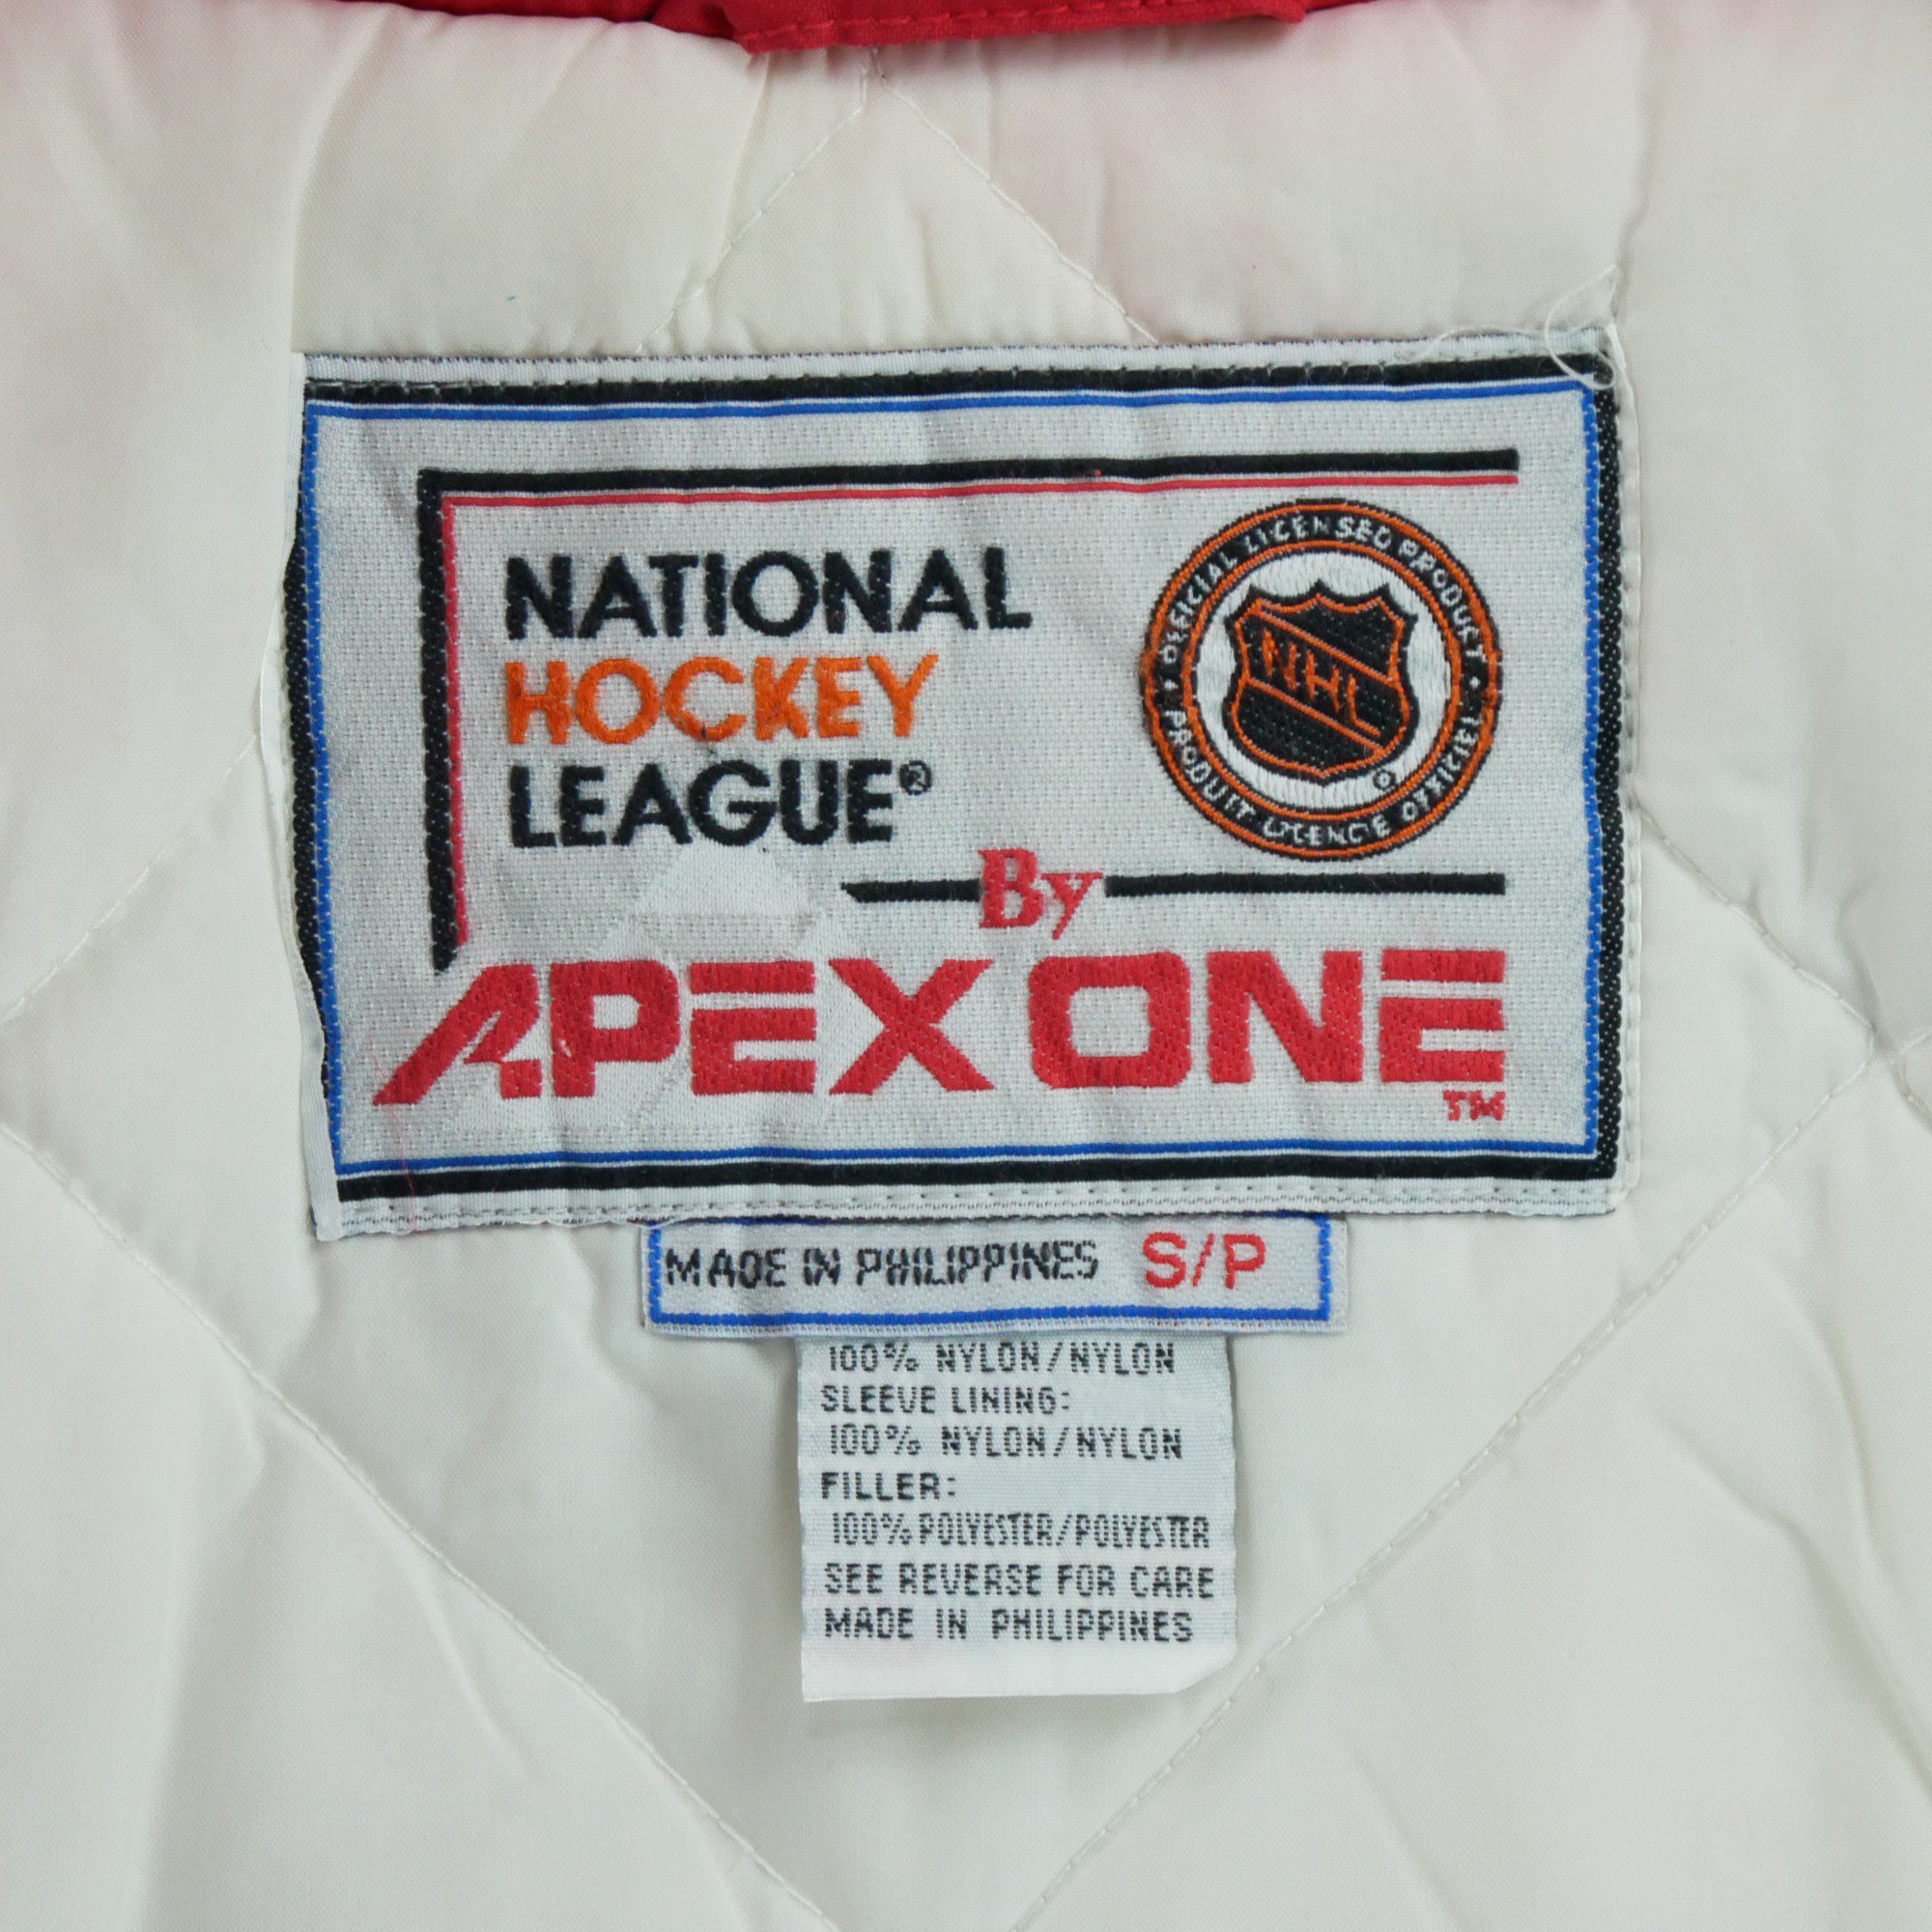 NATIONAL
HOCKEY
LEAGUE®
OFFICIAL LICENSED PRODUCT
NHL ®
PRODUIT LICENCIE OFFICIEL
By
APEX ONE
TM
MADE IN PHILIPPINES S/P
100% NYLON/NYLON
SLEEVE LINING:
100% NYLON/NYLON
FILLER:
100% POLYESTER/POLYESTER
SEE REVERSE FOR CARE
MADE IN PHILIPPINES